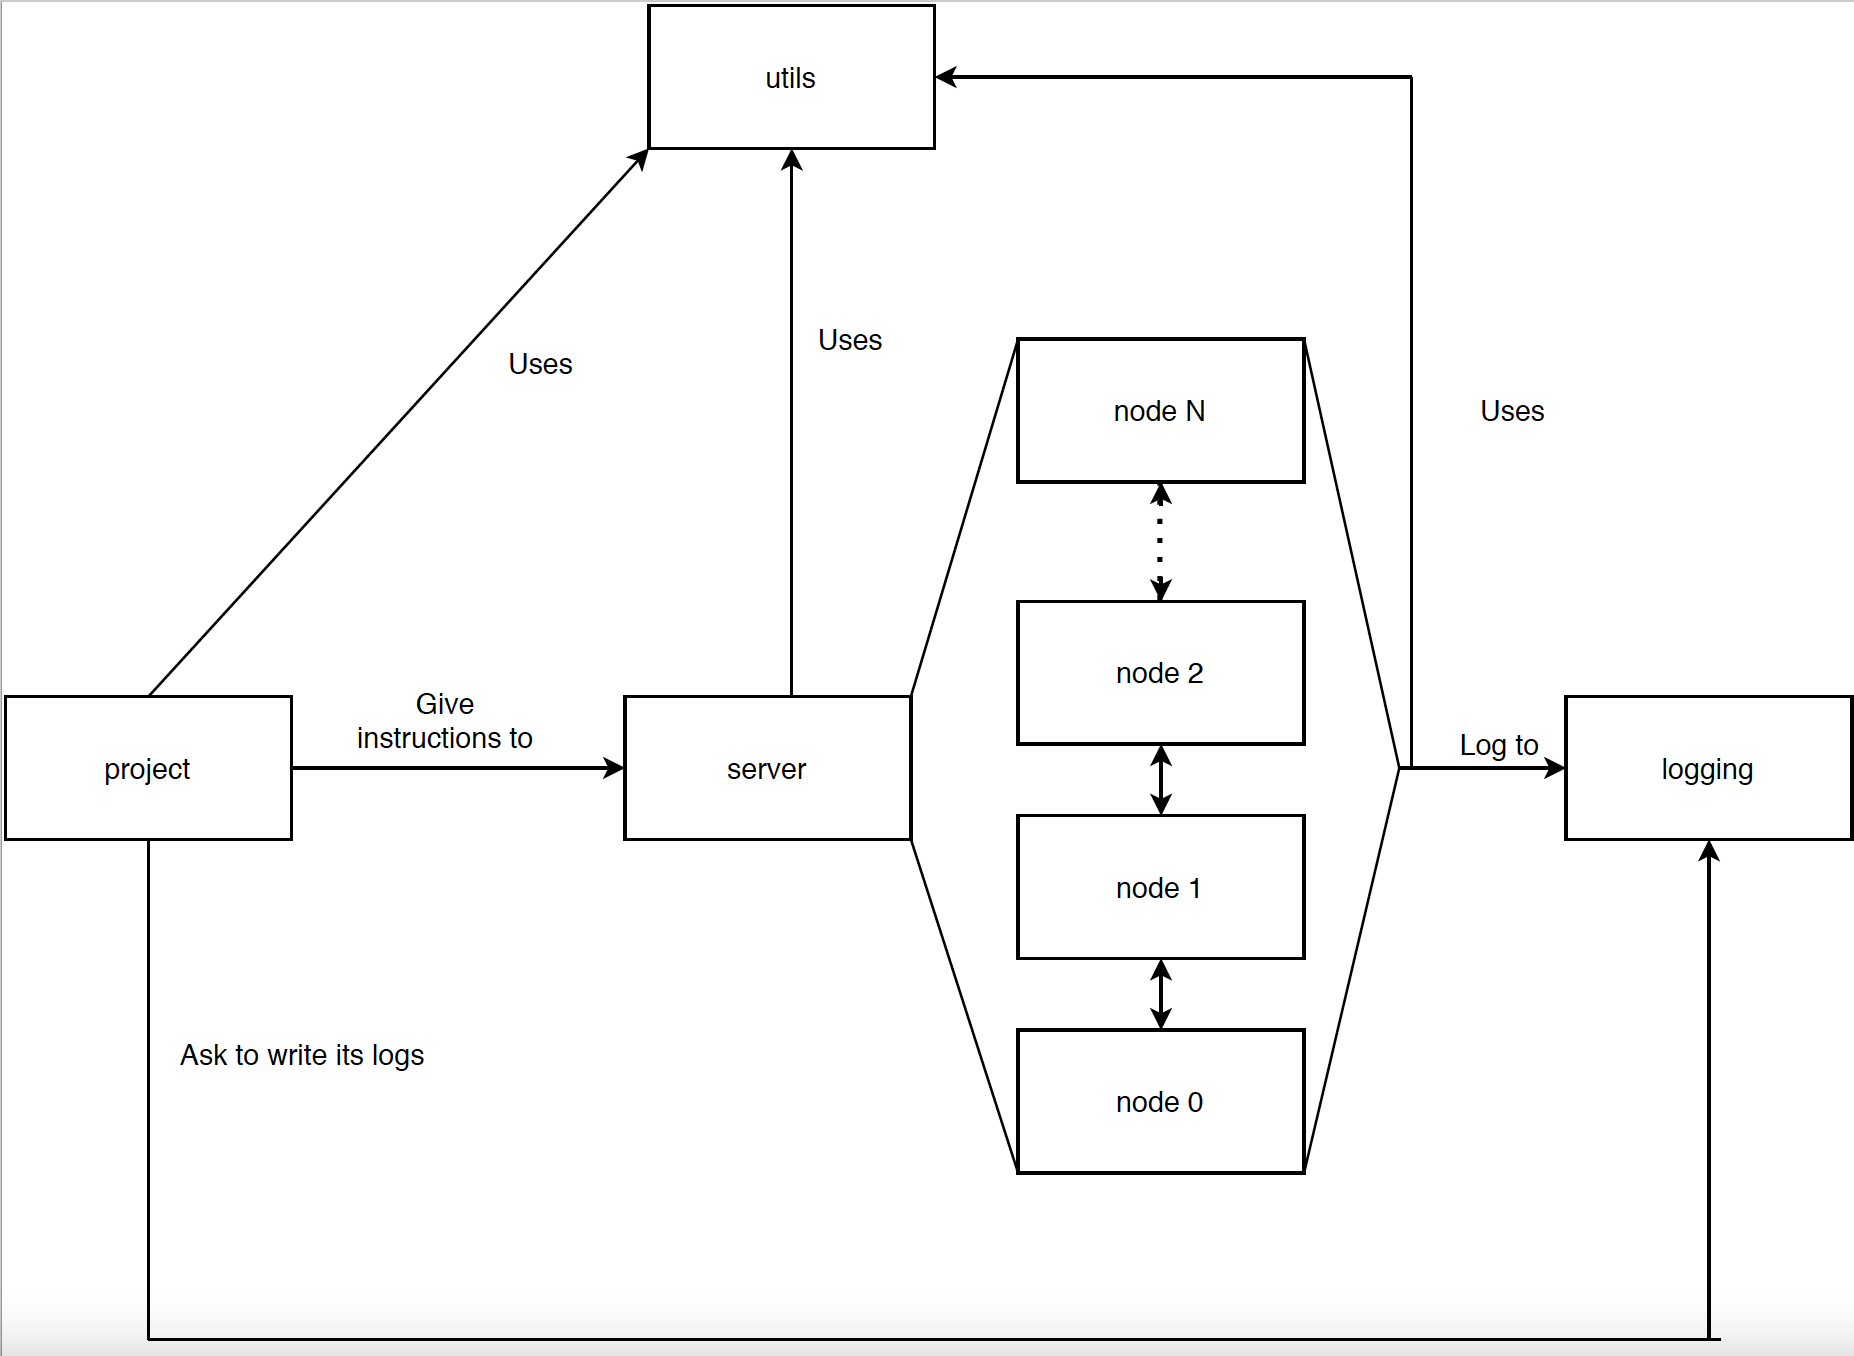 utils
Uses
Uses
node N
Uses
node 2
Give
instructions to
project
server
Log to
logging
node 1
Ask to write its logs
node 0